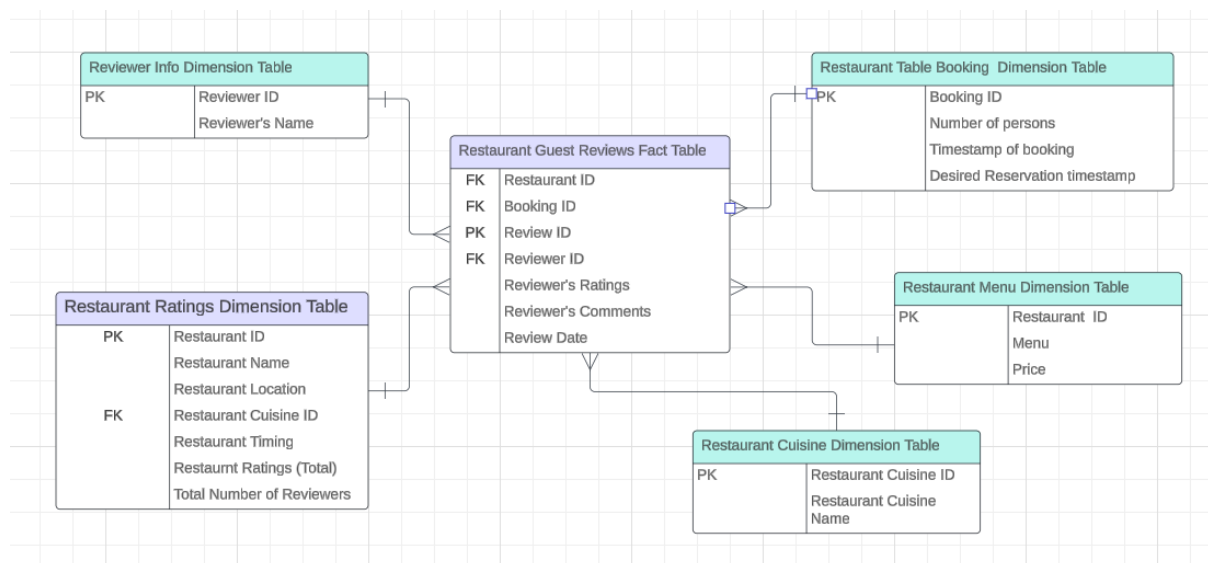 Reviewer Info Dimension Table
PK Reviewer ID
Reviewer's Name
Restaurant Table Booking Dimension Table
PK Booking ID
Number of persons
Timestamp of booking
Desired Reservation timestamp
Restaurant Guest Reviews Fact Table
FK Restaurant ID
FK Booking ID
PK Review ID
FK Reviewer ID
Reviewer's Ratings
Reviewer's Comments
Review Date
Restaurant Ratings Dimension Table
PK Restaurant ID
Restaurant Name
Restaurant Location
FK Restaurant Cuisine ID
Restaurant Timing
Restaurnt Ratings (Total)
Total Number of Reviewers
Restaurant Menu Dimension Table
PK Restaurant ID
Menu
Price
Restaurant Cuisine Dimension Table
PK Restaurant Cuisine ID
Restaurant Cuisine
Name